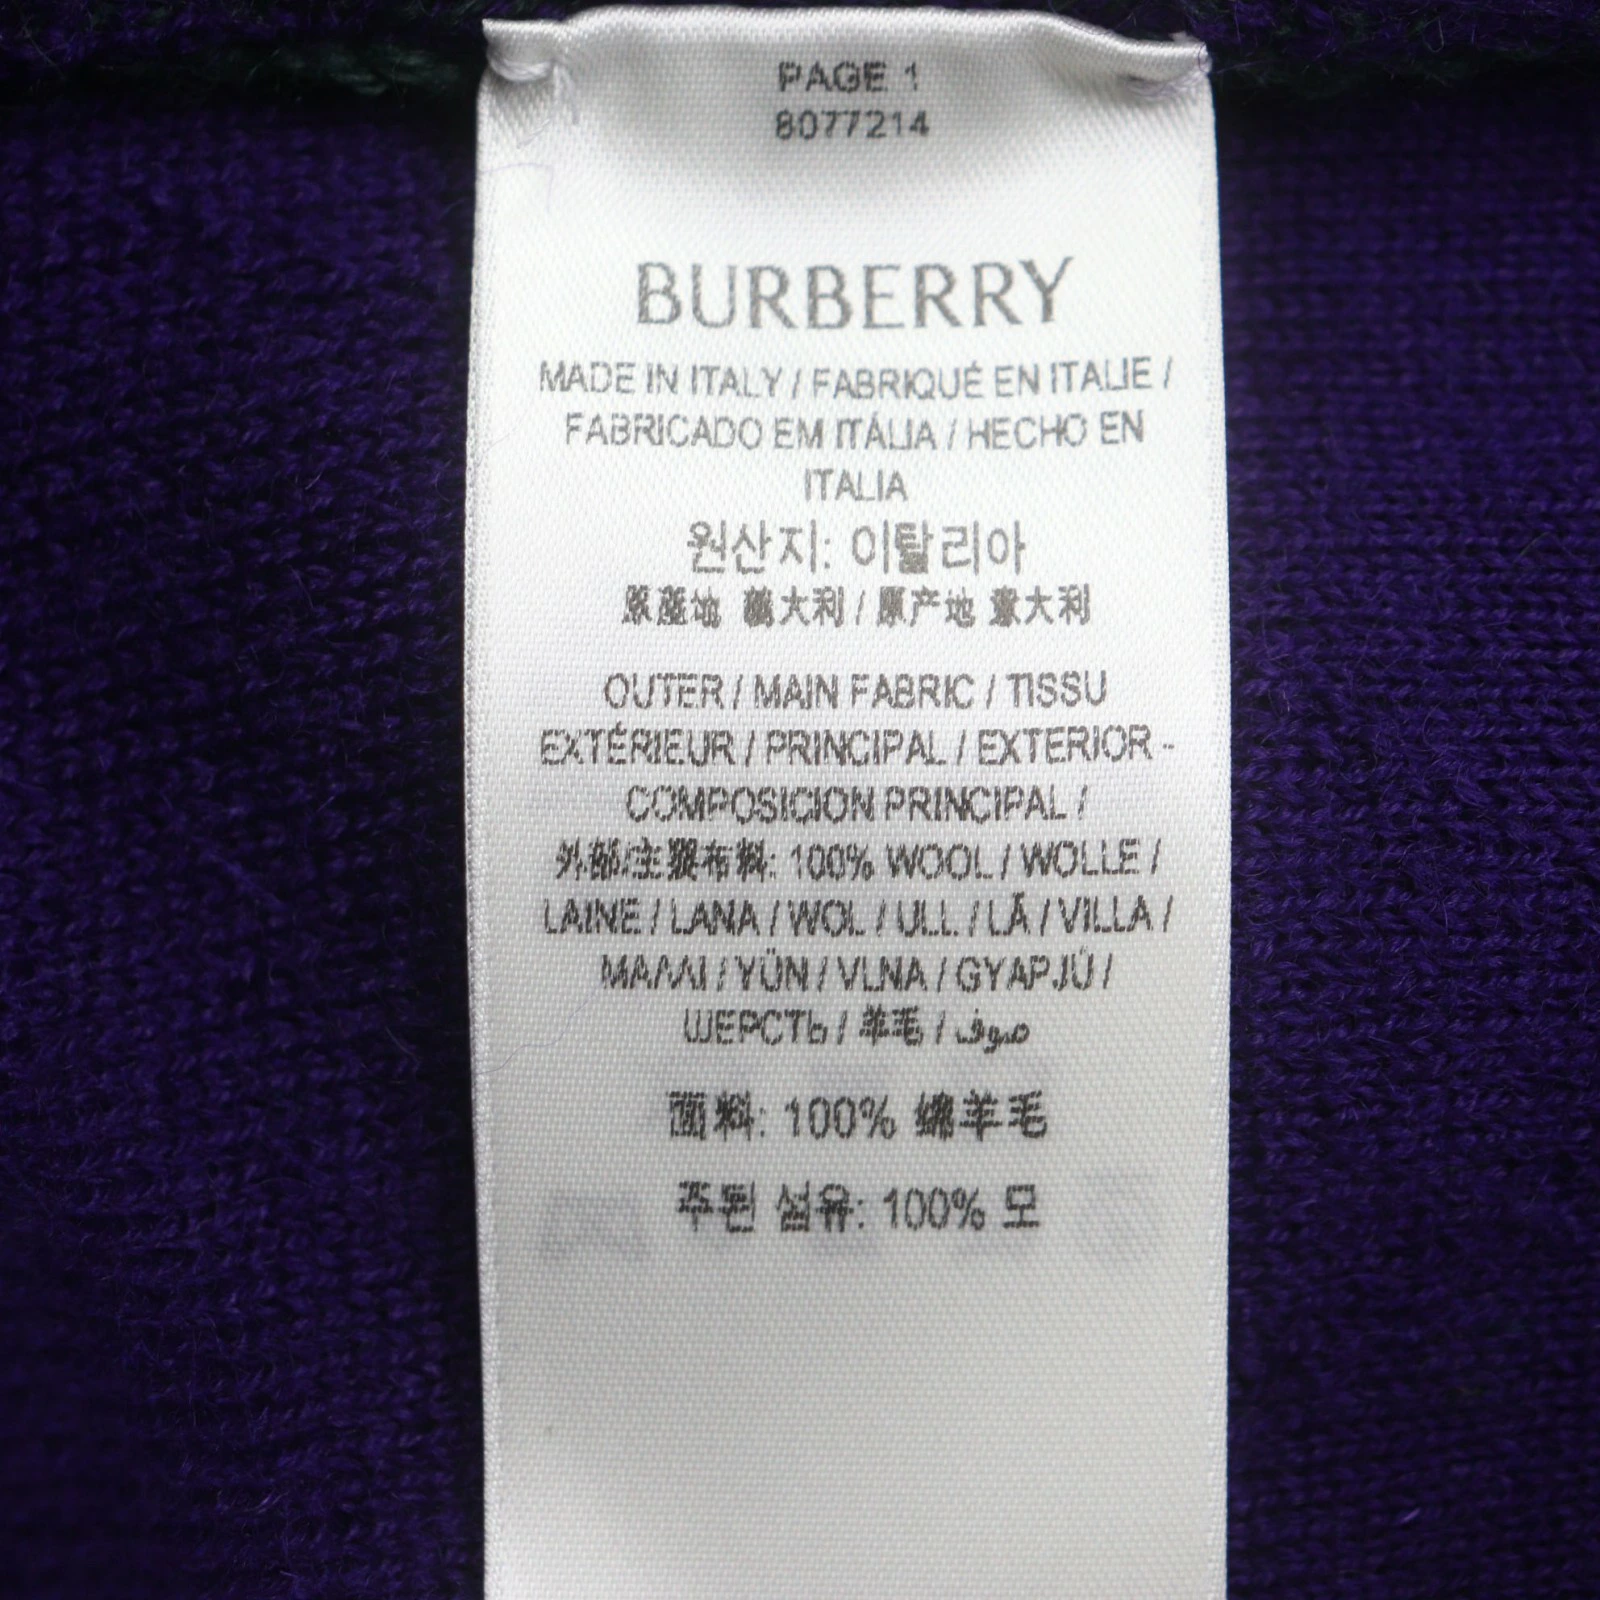 PAGE 1
8077214
BURBERRY
MADE IN ITALY / FABRIQUÉ EN ITALIE /
FABRICADO EM ITÁLIA / HECHO EN
ITALIA
원산지: 이탈리아
原產地 義大利 / 原产地 意大利
OUTER / MAIN FABRIC / TISSU
EXTÉRIEUR / PRINCIPAL / EXTERIOR -
COMPOSICION PRINCIPAL /
外部/主要布料: 100% WOOL / WOLLE /
LAINE / LANA / WOL / ULL / LÃ / VILLA /
ΜΑΛΛΙ / YÜN / VLNA / GYAPJÚ /
ШЕРСТЬ / 羊毛 / صوف
面料: 100% 绵羊毛
주된 섬유: 100% 모